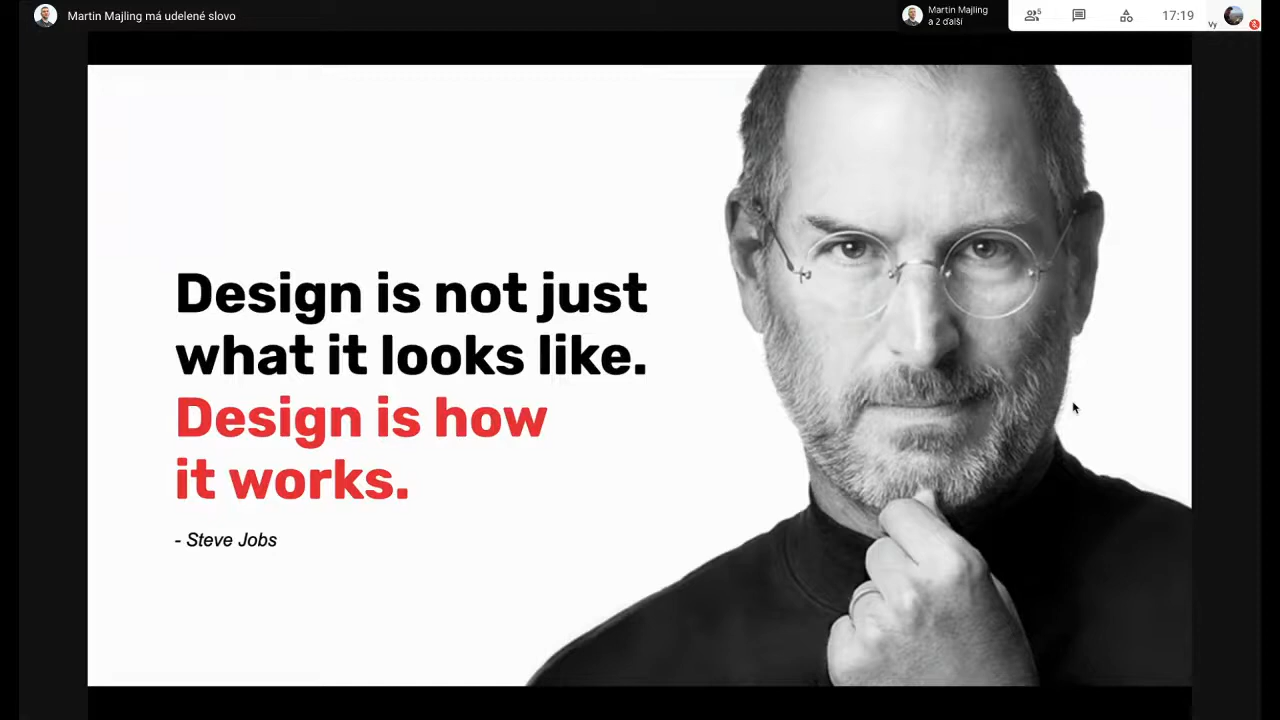 Martin Majling má udelené slovo
Martin Majling
a 2 ďalší
5
17:19
Vy
Design is not just
what it looks like.
Design is how
it works.
- Steve Jobs